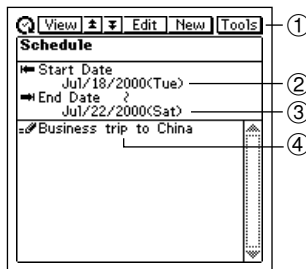 View Edit New Tools ①
Schedule
Start Date
Jul/18/2000(Tue) ②
End Date
Jul/22/2000(Sat) ③
Business trip to China
④